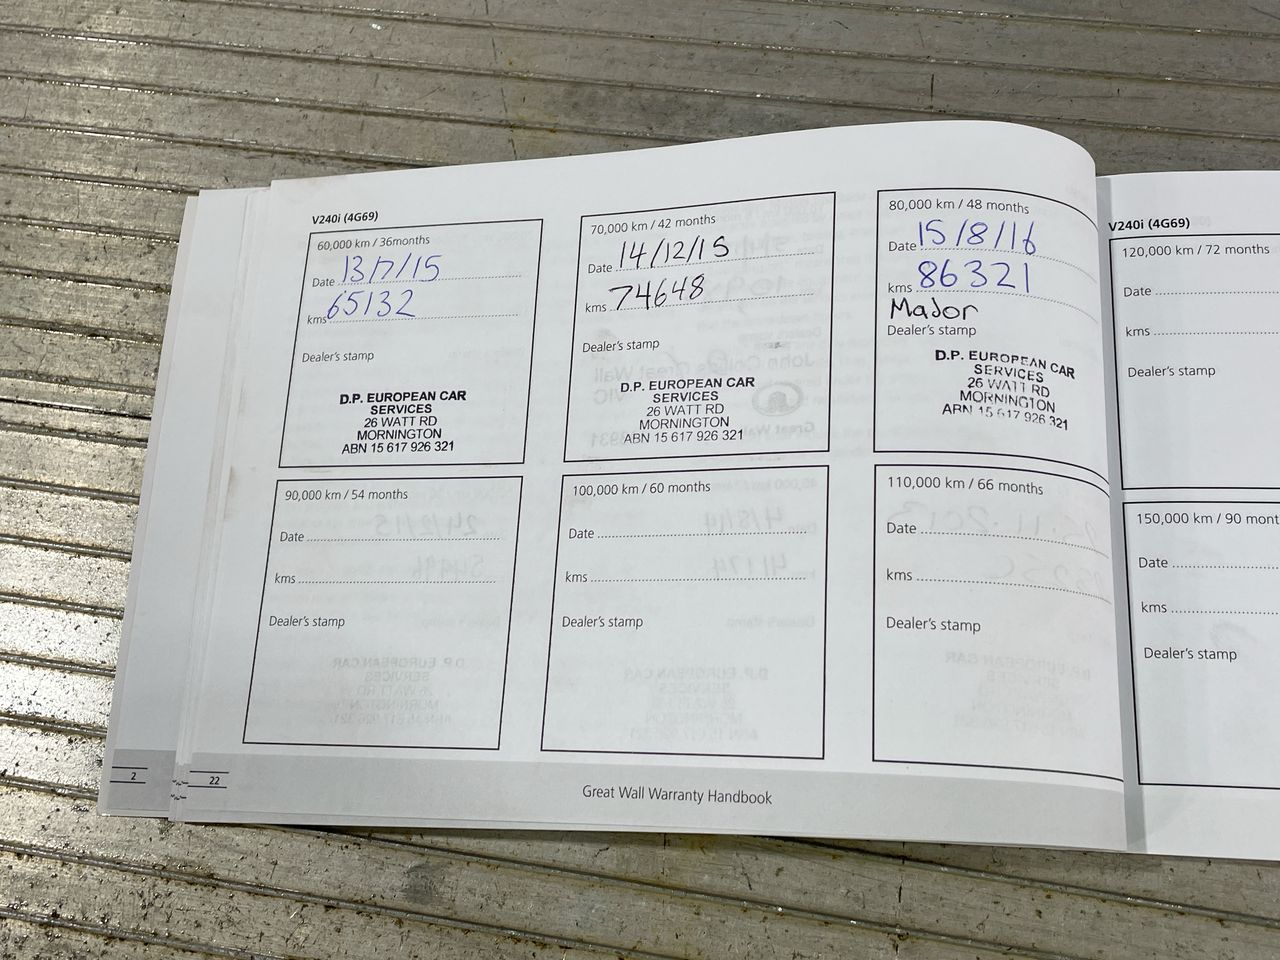 V240i (4G69)
60,000 km / 36months
Date 13/7/15
kms 65132
Dealer's stamp
D.P. EUROPEAN CAR
SERVICES
26 WATT RD
MORNINGTON
ABN 15 617 926 321
70,000 km / 42 months
Date 14/12/15
kms 74648
Dealer's stamp
D.P. EUROPEAN CAR
SERVICES
26 WATT RD
MORNINGTON
ABN 15 617 926 321
80,000 km / 48 months
Date 15/8/16
kms 86321
Major
Dealer's stamp
D.P. EUROPEAN CAR
SERVICES
26 WATT RD
MORNINGTON
ABN 15 617 926 321
90,000 km / 54 months
Date
kms
Dealer's stamp
100,000 km / 60 months
Date
kms
Dealer's stamp
110,000 km / 66 months
Date
kms
Dealer's stamp
2
22
Great Wall Warranty Handbook
V240i (4G69)
120,000 km / 72 months
Date
kms
Dealer's stamp
150,000 km / 90 mont
Date
kms
Dealer's stamp